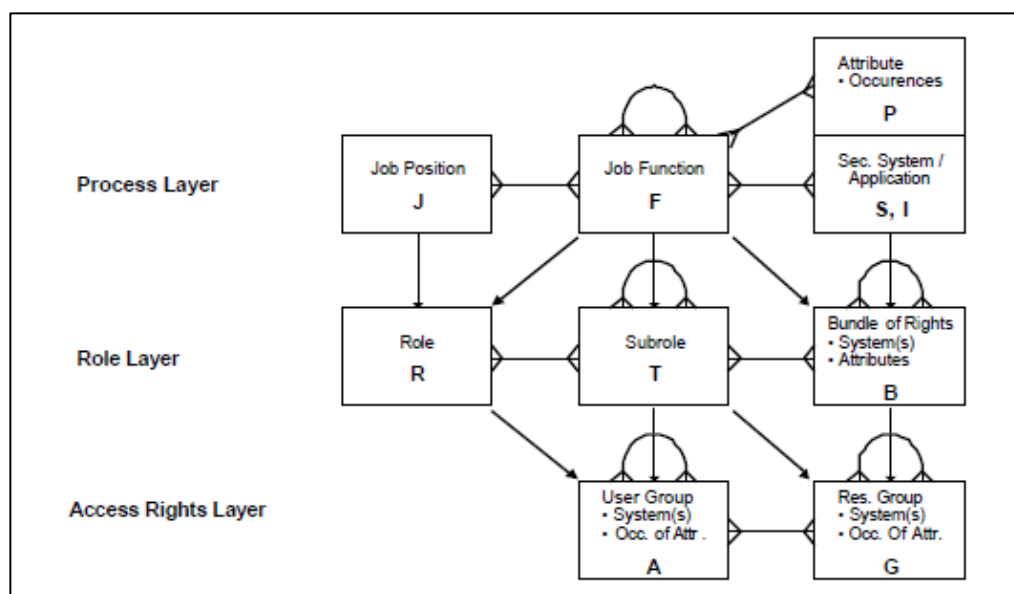 Attribute
▪ Occurences
P
Process Layer
Job Position
J
Job Function
F
Sec. System /
Application
S, I
Role Layer
Role
R
Subrole
T
Bundle of Rights
▪ System(s)
▪ Attributes
B
Access Rights Layer
User Group
▪ System(s)
▪ Occ. of Attr .
A
Res. Group
▪ System(s)
▪ Occ. Of Attr.
G